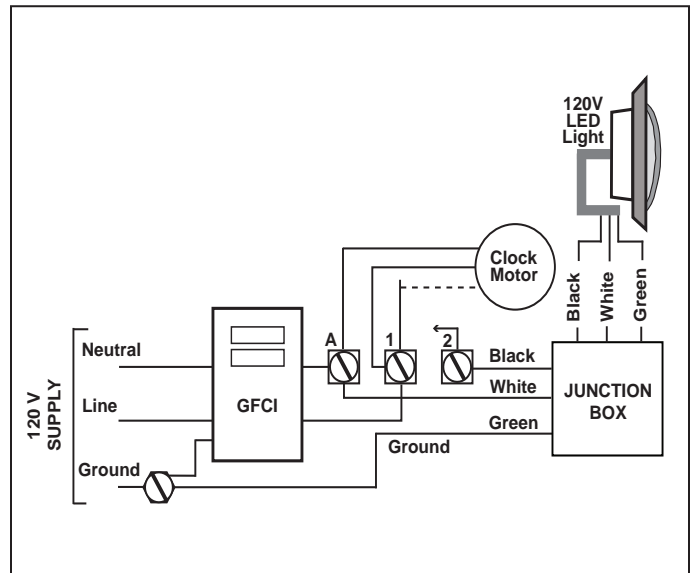 120V
LED
Light
Clock
Motor
Black
White
Green
A
1
2
Neutral
Line
Ground
120 V
SUPPLY
GFCI
Black
White
Green
Ground
JUNCTION
BOX